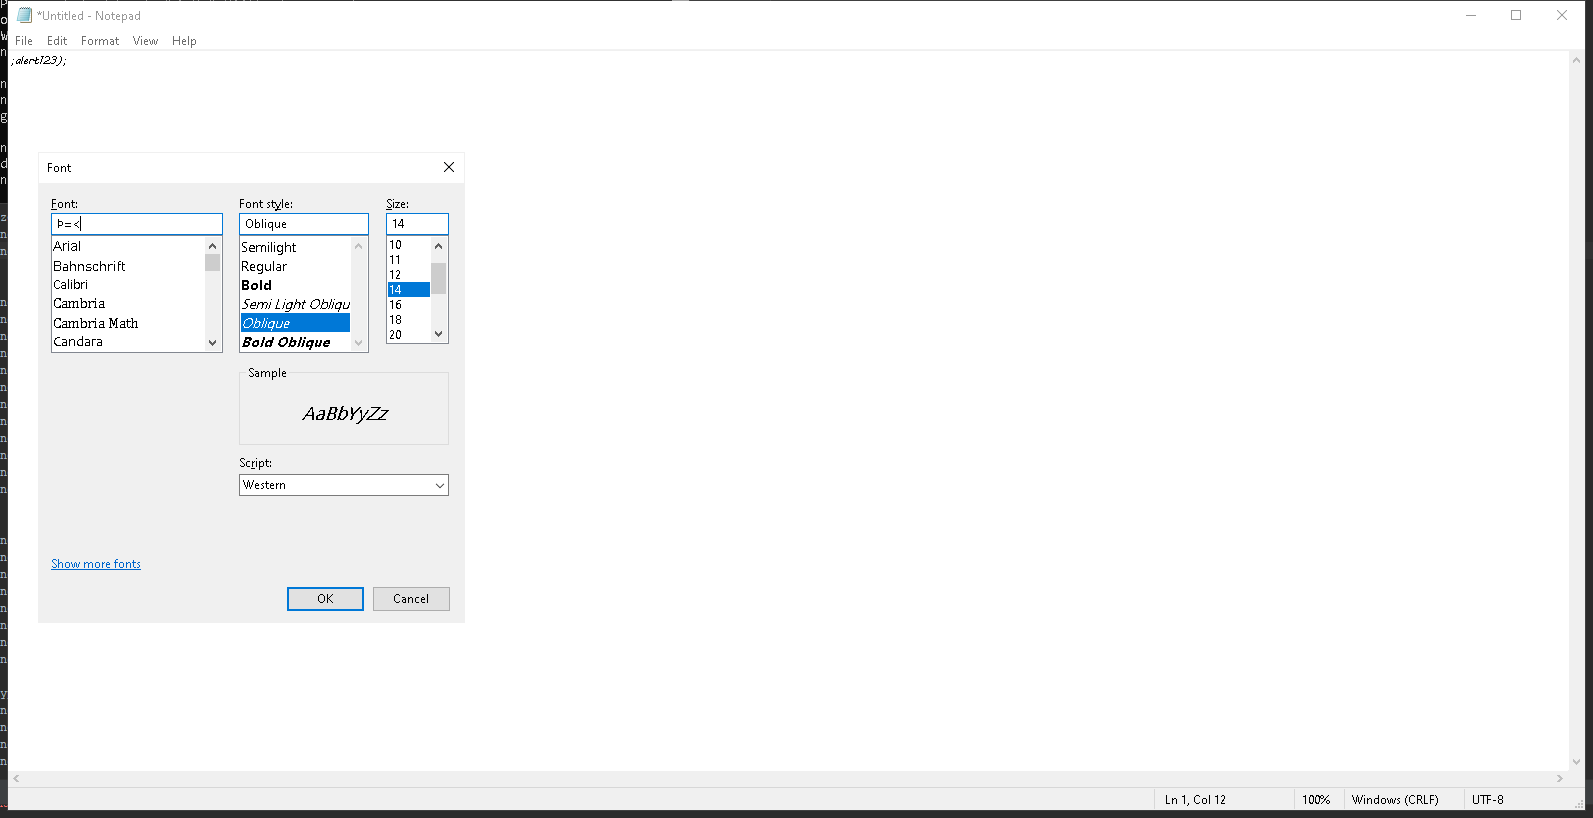 *Untitled - Notepad
File Edit Format View Help
;alert123);
Font
Font: Font style: Size:
Þ=< Oblique 14
Arial Semilight 10
Bahnschrift Regular 11
Calibri Bold 12
Cambria Semi Light Obliqu 14
Cambria Math Oblique 16
Candara Bold Oblique 18
20
Sample
AaBbYyZz
Script:
Western
Show more fonts
OK Cancel
Ln 1, Col 12 100% Windows (CRLF) UTF-8